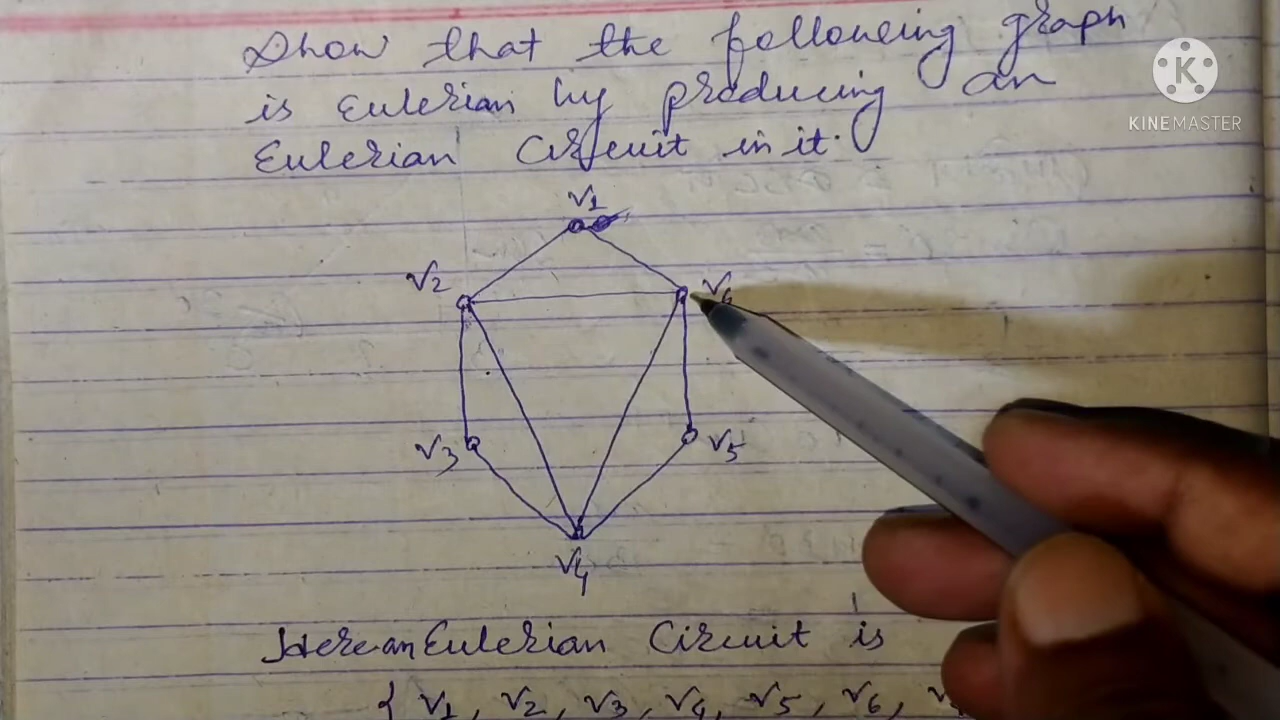 Show that the following graph
is Eulerian by producing an
Eulerian Circuit in it.
KINEMASTER
V1
V2
V6
V3
V5
V4
Here an Eulerian Circuit is
{ V1, V2, V3, V4, V5, V6,